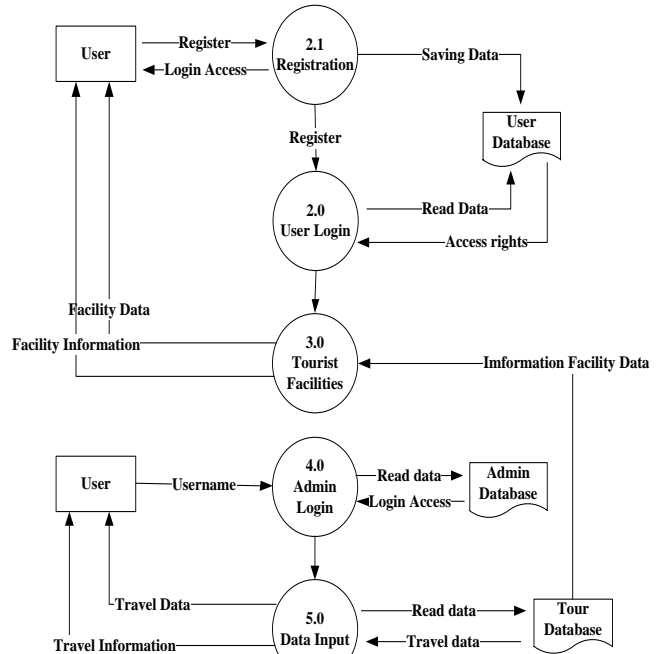 2.1
User
Register
Registration
Saving Data
Login Access
User
Database
Register
2.0
User Login
Read Data
Access rights
Facility Data
Facility Information
3.0
Tourist
Facilities
Imformation Facility Data
4.0
Admin
Login
User
Username
Read data
Login Access
Admin
Database
Travel Data
Travel Information
5.0
Data Input
Read data
Travel data
Tour
Database